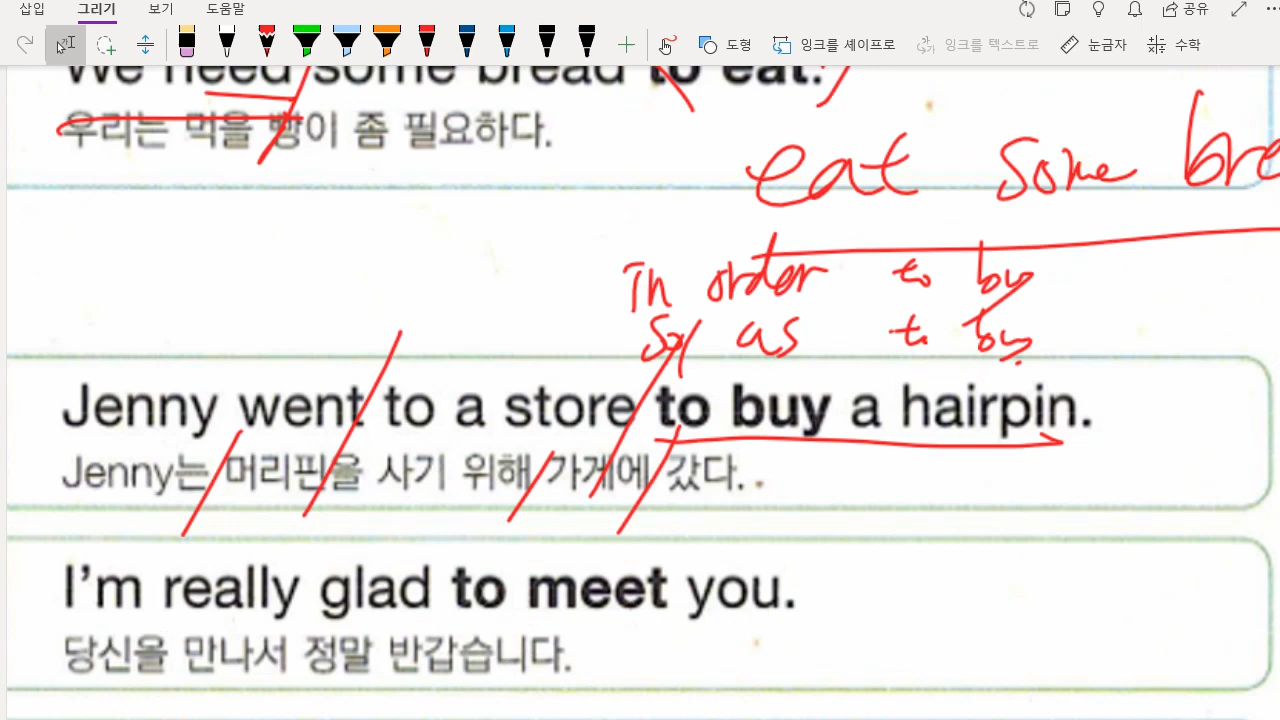 삽입 그리기 보기 도움말
공유
도형 잉크를 셰이프로 잉크를 텍스트로 눈금자 수학
We need some bread to eat.
우리는 먹을 빵이 좀 필요하다.
eat some bre
In order to buy
So as to buy
Jenny went to a store to buy a hairpin.
Jenny는 머리핀을 사기 위해 가게에 갔다.
I'm really glad to meet you.
당신을 만나서 정말 반갑습니다.